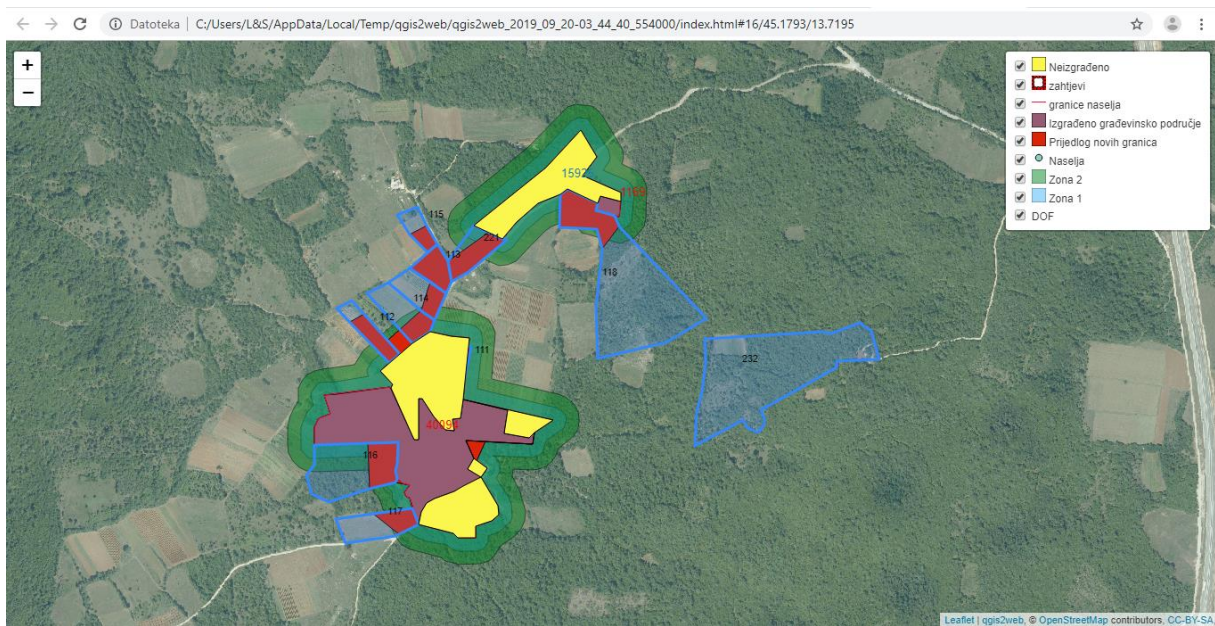 Datoteka | C:/Users/L&S/AppData/Local/Temp/qgis2web/qgis2web_2019_09_20-03_44_40_554000/index.html#16/45.1793/13.7195
+
−
Neizgrađeno
zahtjevi
granice naselja
Izgrađeno građevinsko područje
Prijedlog novih granica
Naselja
Zona 2
Zona 1
DOF
1592
115
221
113
118
114
112
111
232
116
117
Leaflet | qgis2web, © OpenStreetMap contributors, CC-BY-SA